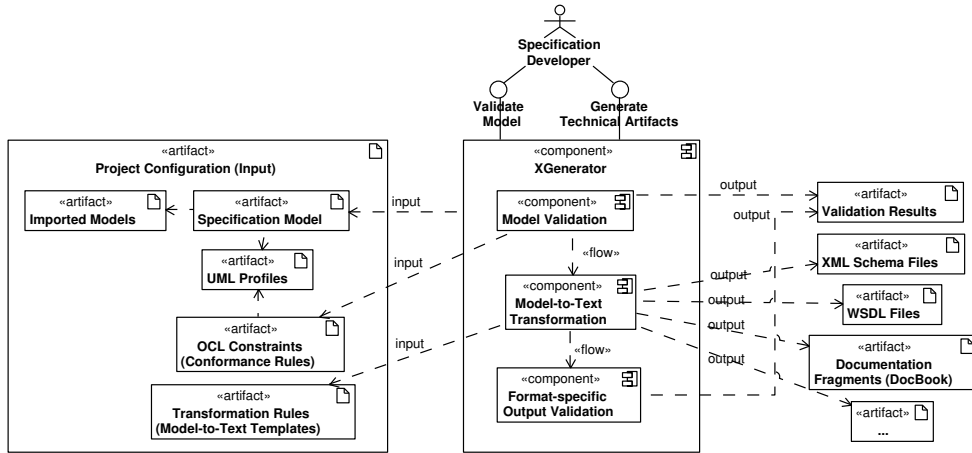 Specification
Developer
Validate
Model
Generate
Technical Artifacts
«artifact»
Project Configuration (Input)
«artifact»
Imported Models
«artifact»
Specification Model
«artifact»
UML Profiles
«artifact»
OCL Constraints
(Conformance Rules)
«artifact»
Transformation Rules
(Model-to-Text Templates)
input
input
input
«component»
XGenerator
«component»
Model Validation
«flow»
«component»
Model-to-Text
Transformation
«flow»
«component»
Format-specific
Output Validation
output
output
output
output
output
output
«artifact»
Validation Results
«artifact»
XML Schema Files
«artifact»
WSDL Files
«artifact»
Documentation
Fragments (DocBook)
«artifact»
...